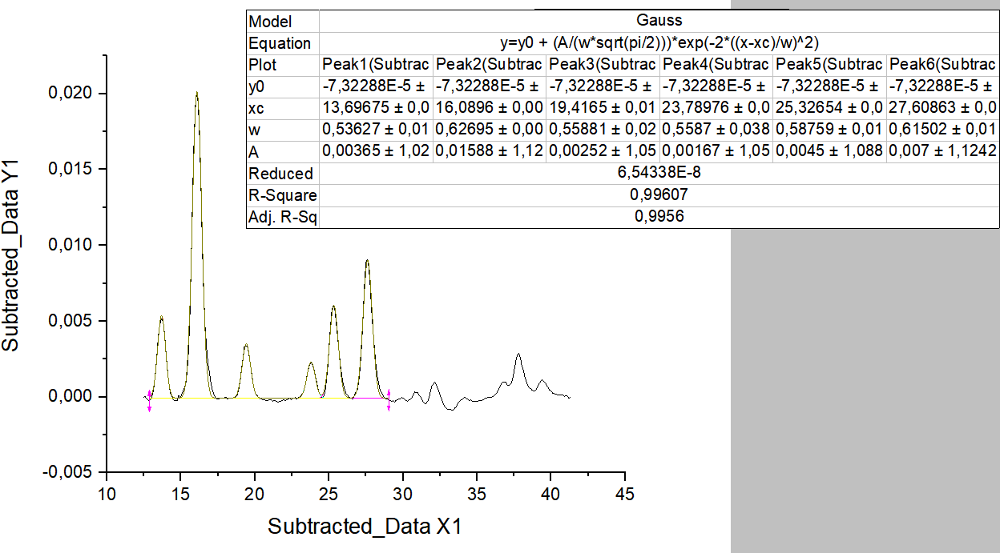 Model Gauss
Equation y=y0 + (A/(w*sqrt(pi/2)))*exp(-2*((x-xc)/w)^2)
Plot Peak1(Subtrac Peak2(Subtrac Peak3(Subtrac Peak4(Subtrac Peak5(Subtrac Peak6(Subtrac
y0 -7,32288E-5 ± -7,32288E-5 ± -7,32288E-5 ± -7,32288E-5 ± -7,32288E-5 ± -7,32288E-5 ±
xc 13,69675 ± 0,0 16,0896 ± 0,00 19,4165 ± 0,01 23,78976 ± 0,0 25,32654 ± 0,0 27,60863 ± 0,0
w 0,53627 ± 0,01 0,62695 ± 0,00 0,55881 ± 0,02 0,5587 ± 0,038 0,58759 ± 0,01 0,61502 ± 0,01
A 0,00365 ± 1,02 0,01588 ± 1,12 0,00252 ± 1,05 0,00167 ± 1,05 0,0045 ± 1,088 0,007 ± 1,1242
Reduced 6,54338E-8
R-Square 0,99607
Adj. R-Sq 0,9956
0,020
0,015
0,010
0,005
0,000
-0,005
Subtracted_Data Y1
10 15 20 25 30 35 40 45
Subtracted_Data X1